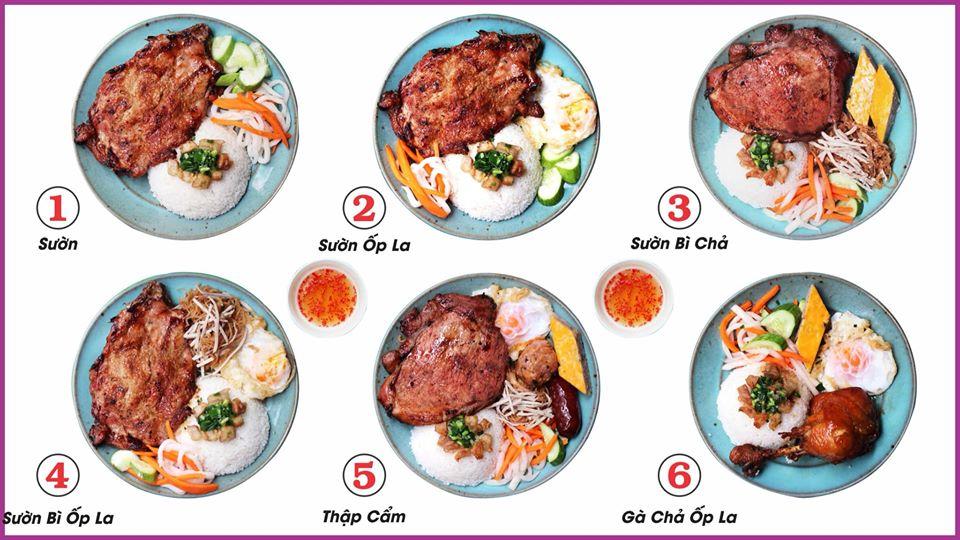 1
Sườn
2
Sườn Ốp La
3
Sườn Bì Chả
4
Sườn Bì Ốp La
5
Thập Cẩm
6
Gà Chả Ốp La